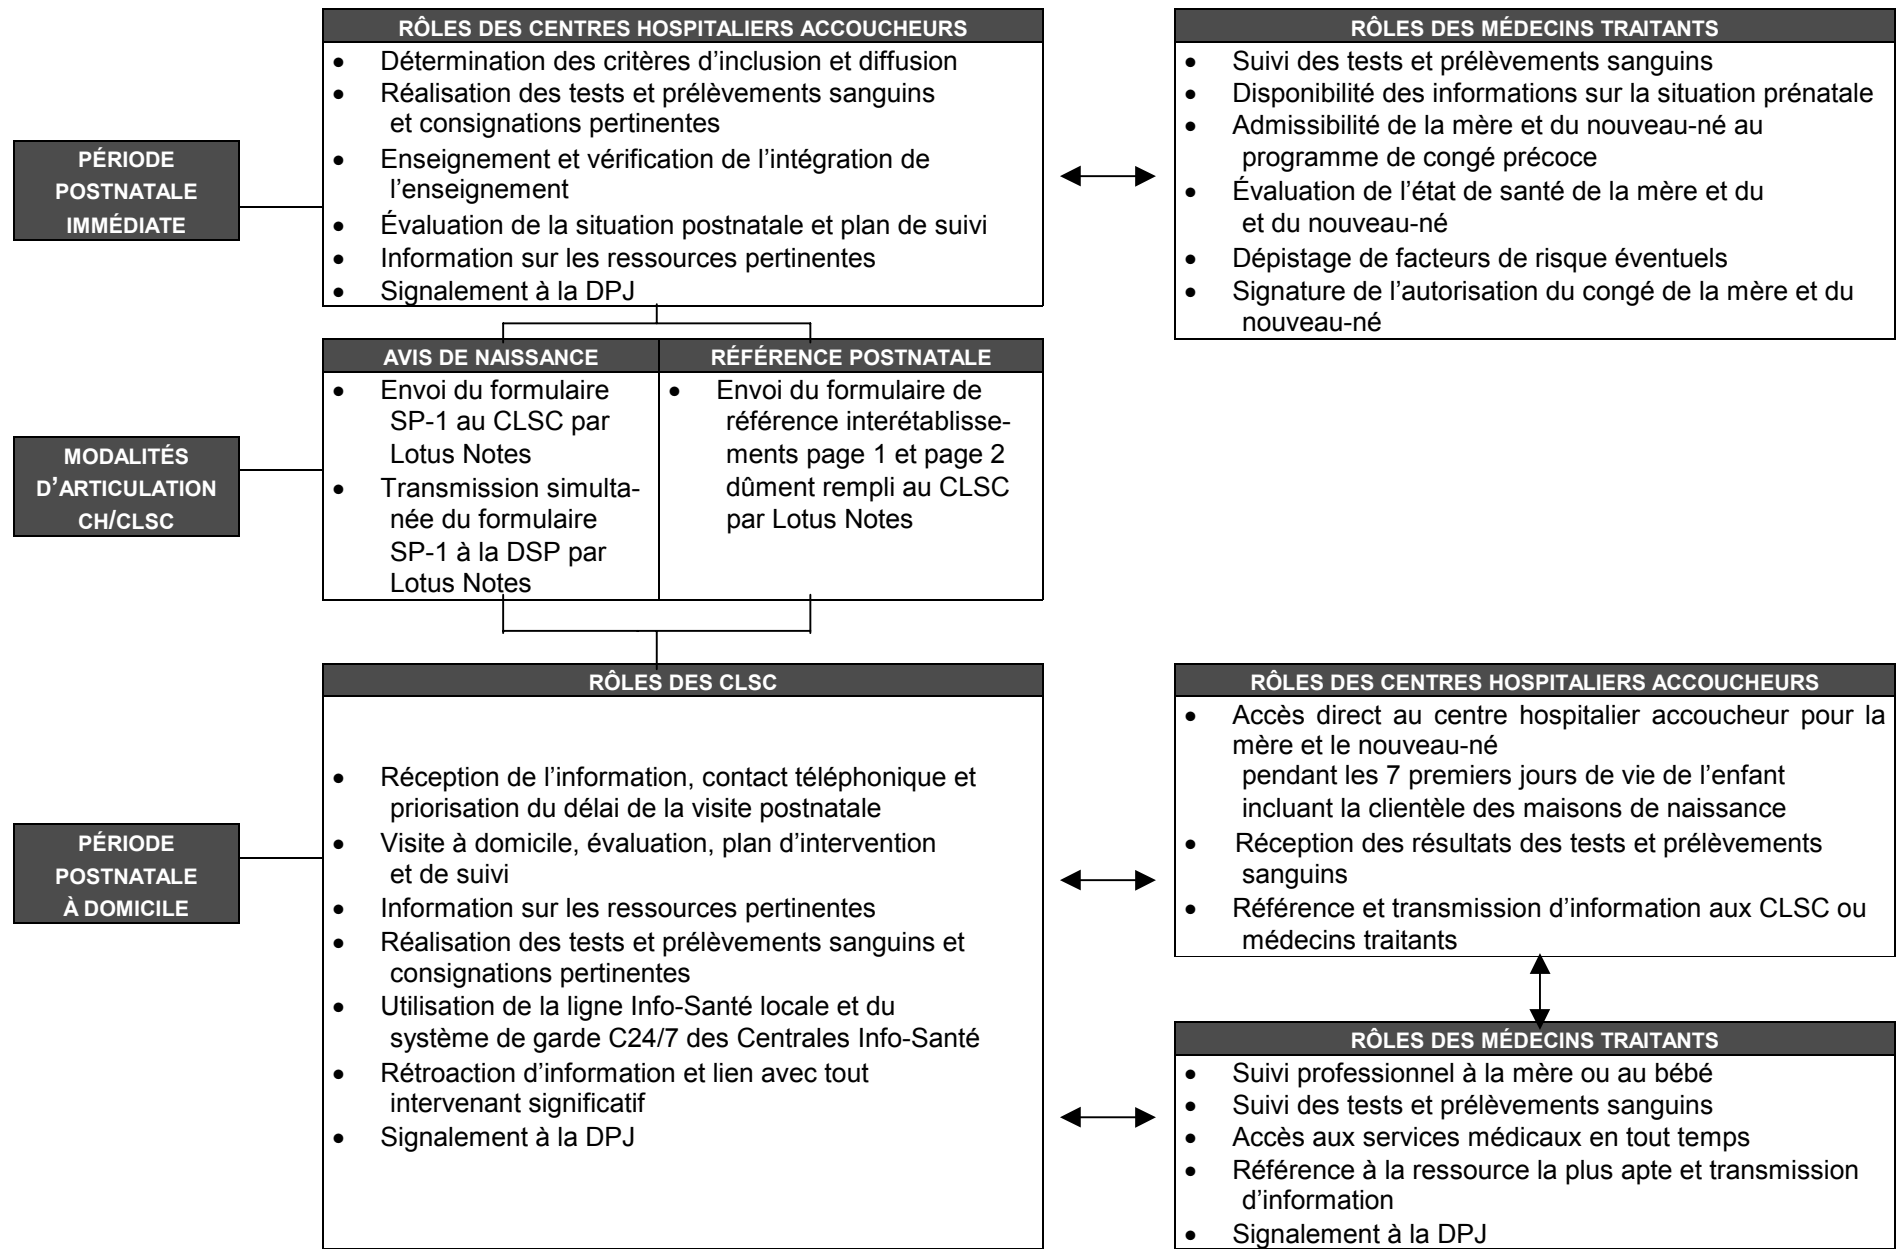 RÔLES DES CENTRES HOSPITALIERS ACCOUCHEURS
• Détermination des critères d’inclusion et diffusion
• Réalisation des tests et prélèvements sanguins
et consignations pertinentes
• Enseignement et vérification de l’intégration de
l’enseignement
• Évaluation de la situation postnatale et plan de suivi
• Information sur les ressources pertinentes
• Signalement à la DPJ
RÔLES DES MÉDECINS TRAITANTS
• Suivi des tests et prélèvements sanguins
• Disponibilité des informations sur la situation prénatale
• Admissibilité de la mère et du nouveau-né au
programme de congé précoce
• Évaluation de l’état de santé de la mère et du
et du nouveau-né
• Dépistage de facteurs de risque éventuels
• Signature de l’autorisation du congé de la mère et du
nouveau-né
PÉRIODE
POSTNATALE
IMMÉDIATE
AVIS DE NAISSANCE
• Envoi du formulaire
SP-1 au CLSC par
Lotus Notes
• Transmission simulta-
née du formulaire
SP-1 à la DSP par
Lotus Notes
RÉFÉRENCE POSTNATALE
• Envoi du formulaire de
référence interétablisse-
ments page 1 et page 2
dûment rempli au CLSC
par Lotus Notes
MODALITÉS
D’ARTICULATION
CH/CLSC
RÔLES DES CLSC
• Réception de l’information, contact téléphonique et
priorisation du délai de la visite postnatale
• Visite à domicile, évaluation, plan d’intervention
et de suivi
• Information sur les ressources pertinentes
• Réalisation des tests et prélèvements sanguins et
consignations pertinentes
• Utilisation de la ligne Info-Santé locale et du
système de garde C24/7 des Centrales Info-Santé
• Rétroaction d’information et lien avec tout
intervenant significatif
• Signalement à la DPJ
PÉRIODE
POSTNATALE
À DOMICILE
RÔLES DES CENTRES HOSPITALIERS ACCOUCHEURS
• Accès direct au centre hospitalier accoucheur pour la
mère et le nouveau-né
pendant les 7 premiers jours de vie de l’enfant
incluant la clientèle des maisons de naissance
• Réception des résultats des tests et prélèvements
sanguins
• Référence et transmission d’information aux CLSC ou
médecins traitants
RÔLES DES MÉDECINS TRAITANTS
• Suivi professionnel à la mère ou au bébé
• Suivi des tests et prélèvements sanguins
• Accès aux services médicaux en tout temps
• Référence à la ressource la plus apte et transmission
d’information
• Signalement à la DPJ